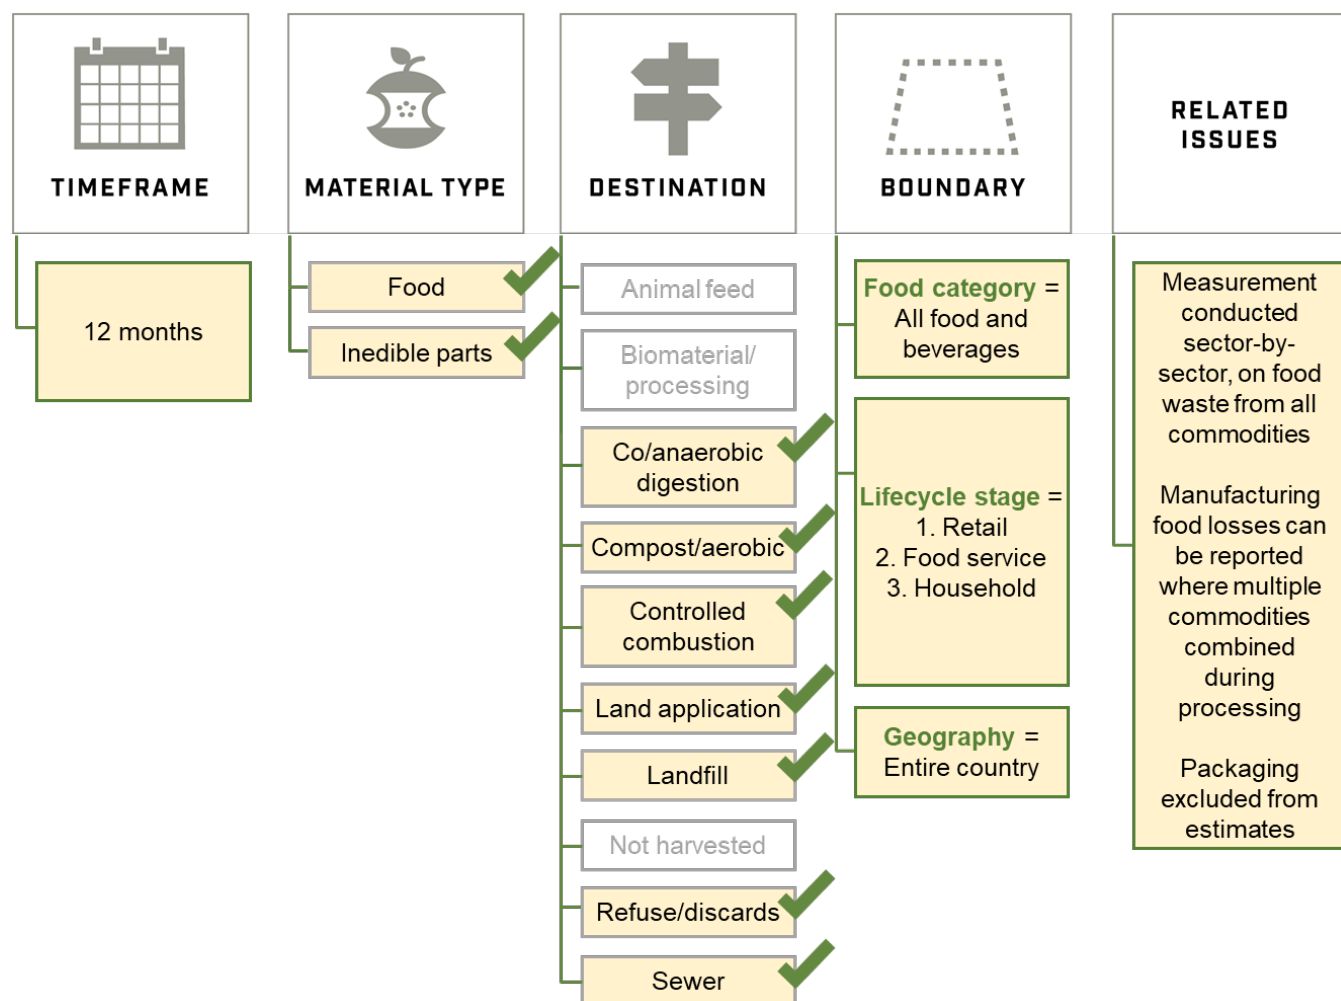 TIMEFRAME
12 months
MATERIAL TYPE
Food
Inedible parts
DESTINATION
Animal feed
Biomaterial/
processing
Co/anaerobic
digestion
Compost/aerobic
Controlled
combustion
Land application
Landfill
Not harvested
Refuse/discards
Sewer
BOUNDARY
Food category =
All food and
beverages
Lifecycle stage =
1. Retail
2. Food service
3. Household
Geography =
Entire country
RELATED
ISSUES
Measurement
conducted
sector-by-
sector, on food
waste from all
commodities
Manufacturing
food losses can
be reported
where multiple
commodities
combined
during
processing
Packaging
excluded from
estimates